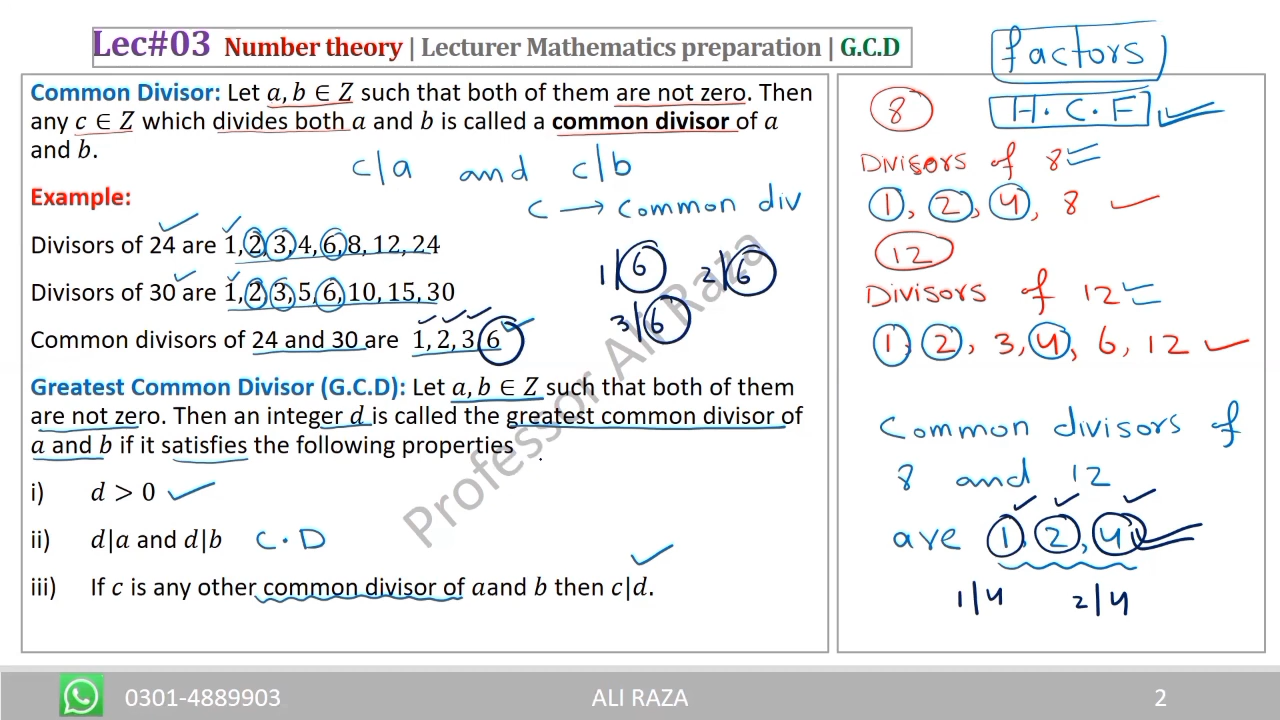 Lec#03 Number theory | Lecturer Mathematics preparation | G.C.D
Common Divisor: Let a, b ∈ Z such that both of them are not zero. Then
any c ∈ Z which divides both a and b is called a common divisor of a
and b.
c|a and c|b
Example:
c → common div
Divisors of 24 are 1, 2, 3, 4, 6, 8, 12, 24
1|6 2|6
Divisors of 30 are 1, 2, 3, 5, 6, 10, 15, 30
3|6
Common divisors of 24 and 30 are 1, 2, 3, 6
Greatest Common Divisor (G.C.D): Let a, b ∈ Z such that both of them
are not zero. Then an integer d is called the greatest common divisor of
a and b if it satisfies the following properties
i) d > 0
ii) d|a and d|b C.D
iii) If c is any other common divisor of a and b then c|d.
Professor Ali Raza
factors
8 H.C.F
Divisors of 8
1, 2, 4, 8
12
Divisors of 12
1, 2, 3, 4, 6, 12
Common divisors of
8 and 12
are 1, 2, 4
1|4 2|4
0301-4889903 ALI RAZA 2